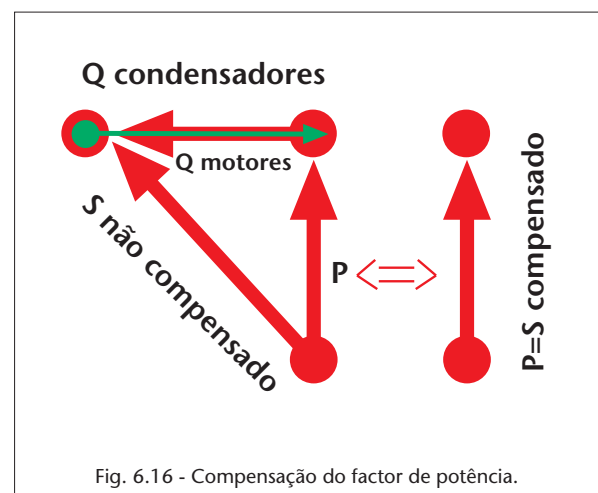 Q condensadores
Q motores
S não compensado
P
P=S compensado
Fig. 6.16 - Compensação do factor de potência.